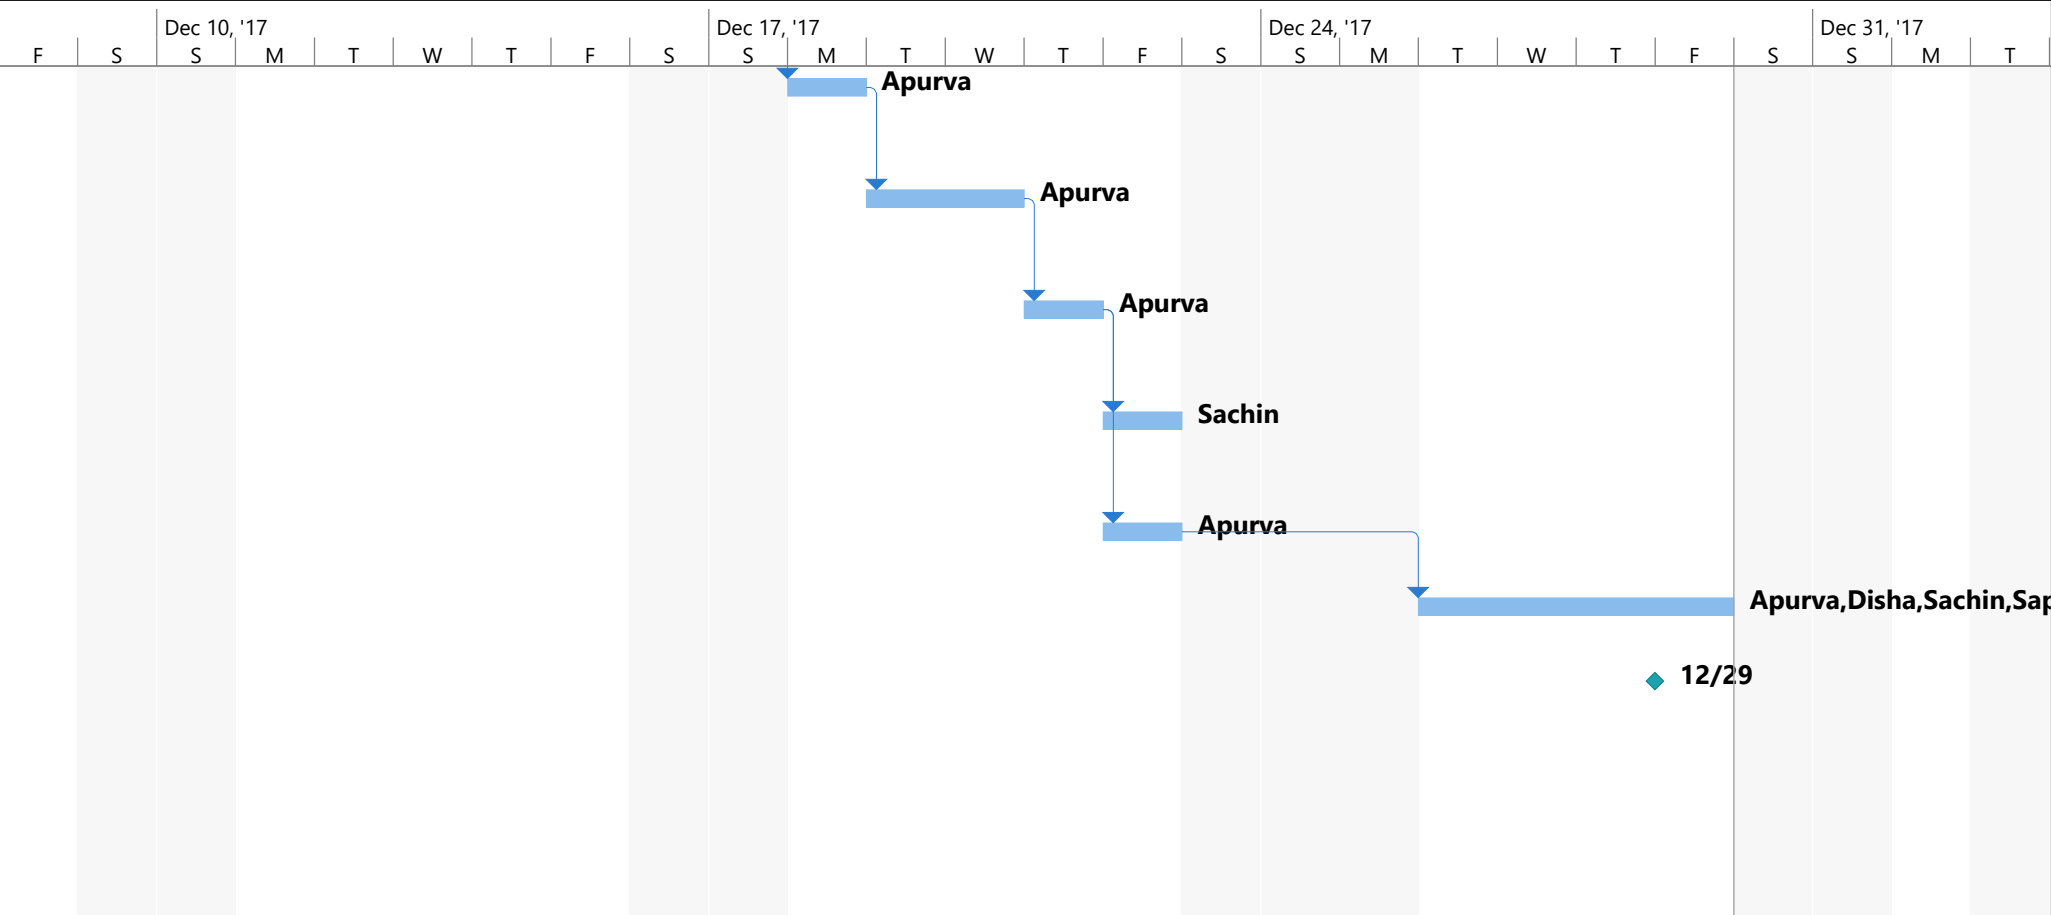 Dec 10, '17 Dec 17, '17 Dec 24, '17 Dec 31, '17
F S S M T W T F S S M T W T F S S M T W T F S S M T
Apurva
Apurva
Apurva
Sachin
Apurva
Apurva,Disha,Sachin,Sap
12/29